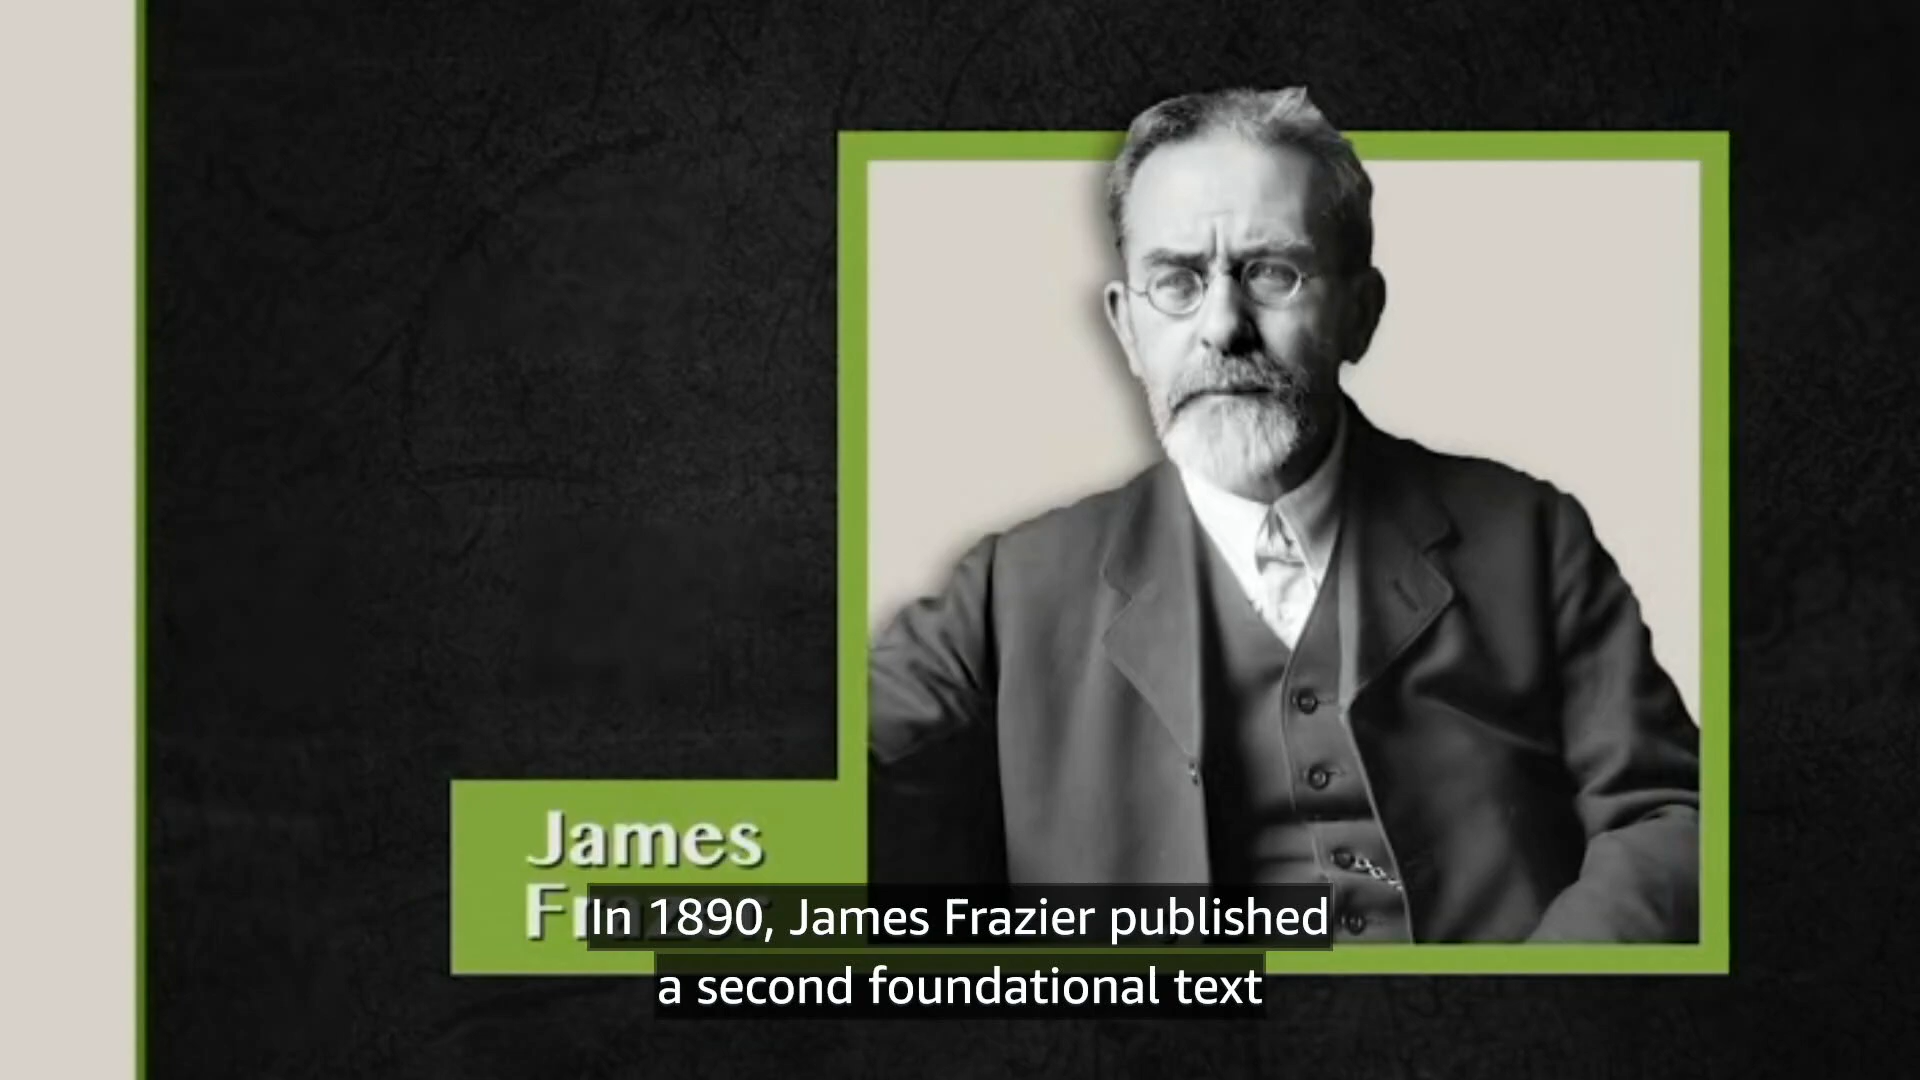 James
In 1890, James Frazier published
a second foundational text